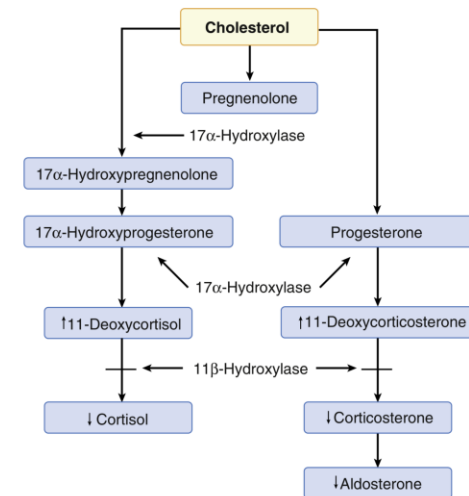 Cholesterol
Pregnenolone
17α-Hydroxylase
17α-Hydroxypregnenolone
17α-Hydroxyprogesterone
Progesterone
17α-Hydroxylase
↑11-Deoxycortisol
↑11-Deoxycorticosterone
11β-Hydroxylase
↓Cortisol
↓Corticosterone
↓Aldosterone